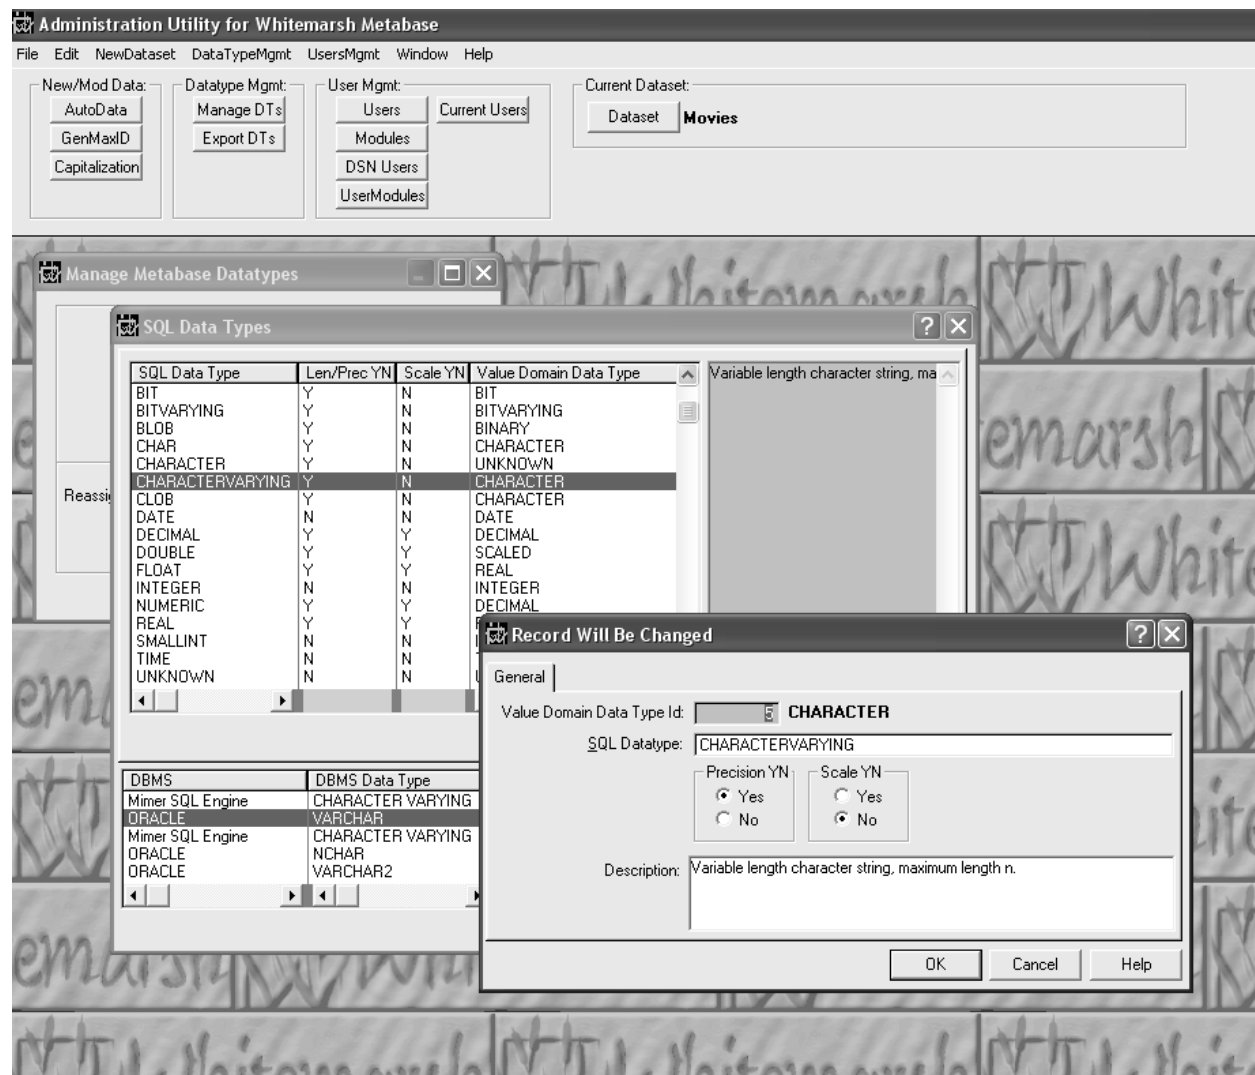 Administration Utility for Whitemarsh Metabase
File Edit NewDataset DataTypeMgmt UsersMgmt Window Help
New/Mod Data: Datatype Mgmt: User Mgmt: Current Dataset:
AutoData Manage DTs Users Current Users Dataset Movies
GenMaxID Export DTs Modules
Capitalization DSN Users
UserModules
Manage Metabase Datatypes
SQL Data Types
SQL Data Type Len/Prec YN Scale YN Value Domain Data Type Variable length character string, ma
BIT Y N BIT
BITVARYING Y N BITVARYING
BLOB Y N BINARY
CHAR Y N CHARACTER
CHARACTER Y N UNKNOWN
CHARACTERVARYING Y N CHARACTER
Reassi
CLOB Y N CHARACTER
DATE N N DATE
DECIMAL Y Y DECIMAL
DOUBLE Y Y SCALED
FLOAT Y Y REAL
INTEGER N N INTEGER
NUMERIC Y Y DECIMAL
REAL Y Y
SMALLINT N N
TIME N N
UNKNOWN N N
Record Will Be Changed
General
Value Domain Data Type Id: 5 CHARACTER
SQL Datatype: CHARACTERVARYING
Precision YN Scale YN
Yes Yes
No No
Description: Variable length character string, maximum length n.
OK Cancel Help
DBMS DBMS Data Type
Mimer SQL Engine CHARACTER VARYING
ORACLE VARCHAR
Mimer SQL Engine CHARACTER VARYING
ORACLE NCHAR
ORACLE VARCHAR2
Whitemarsh